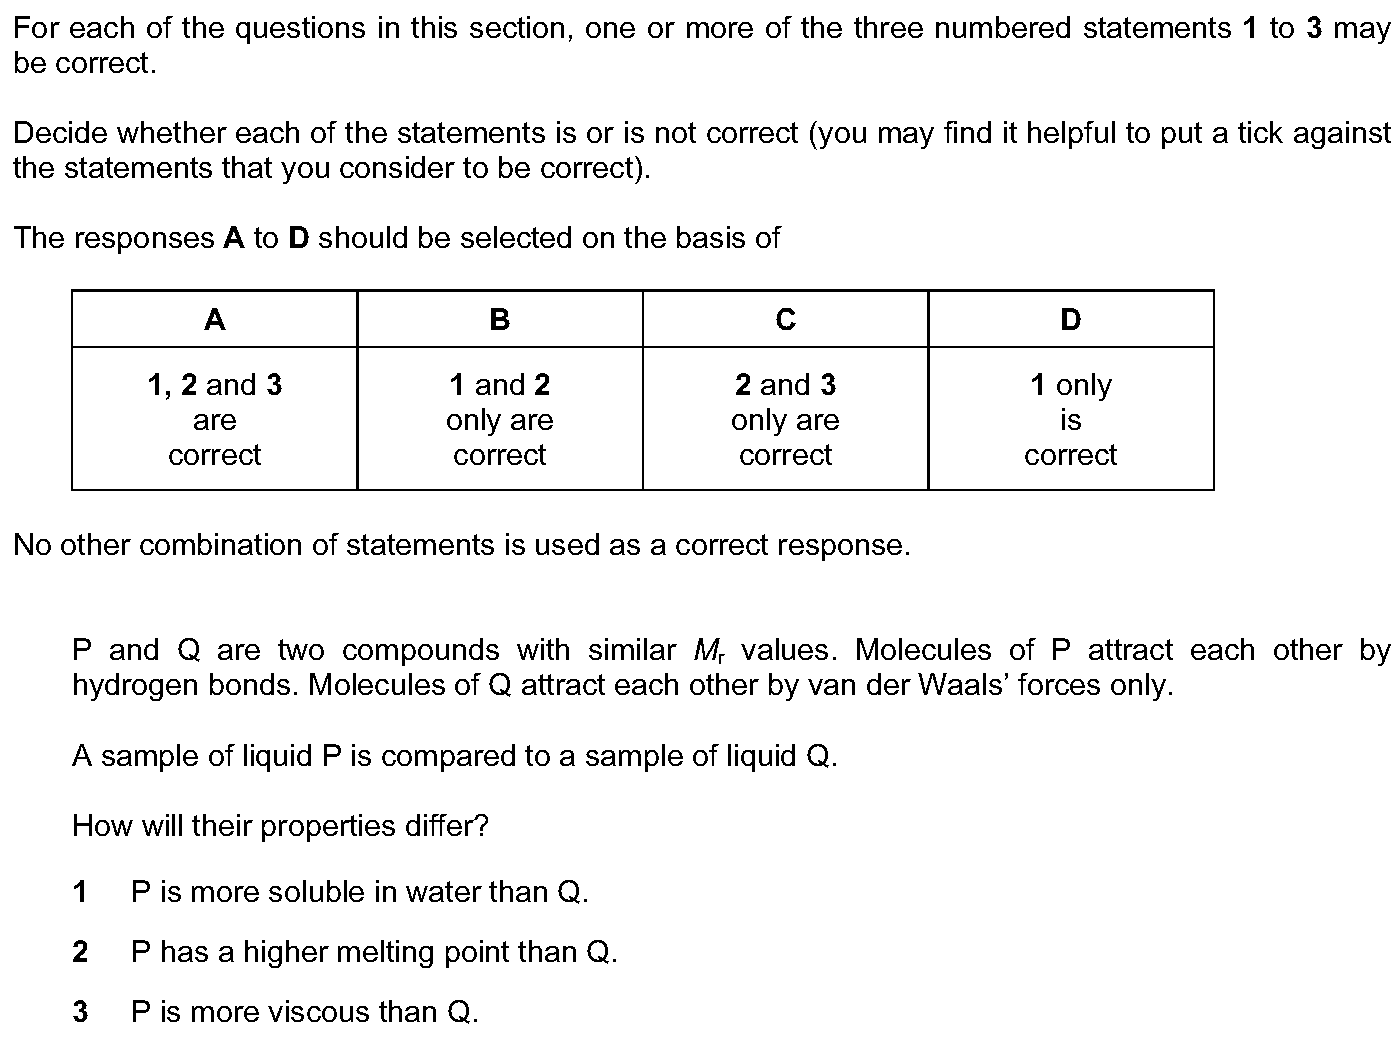 For each of the questions in this section, one or more of the three numbered statements 1 to 3 may
be correct.
Decide whether each of the statements is or is not correct (you may find it helpful to put a tick against
the statements that you consider to be correct).
The responses A to D should be selected on the basis of
A B C D
1, 2 and 3 1 and 2 2 and 3 1 only
are only are only are is
correct correct correct correct
No other combination of statements is used as a correct response.
P and Q are two compounds with similar Mr values. Molecules of P attract each other by
hydrogen bonds. Molecules of Q attract each other by van der Waals’ forces only.
A sample of liquid P is compared to a sample of liquid Q.
How will their properties differ?
1 P is more soluble in water than Q.
2 P has a higher melting point than Q.
3 P is more viscous than Q.